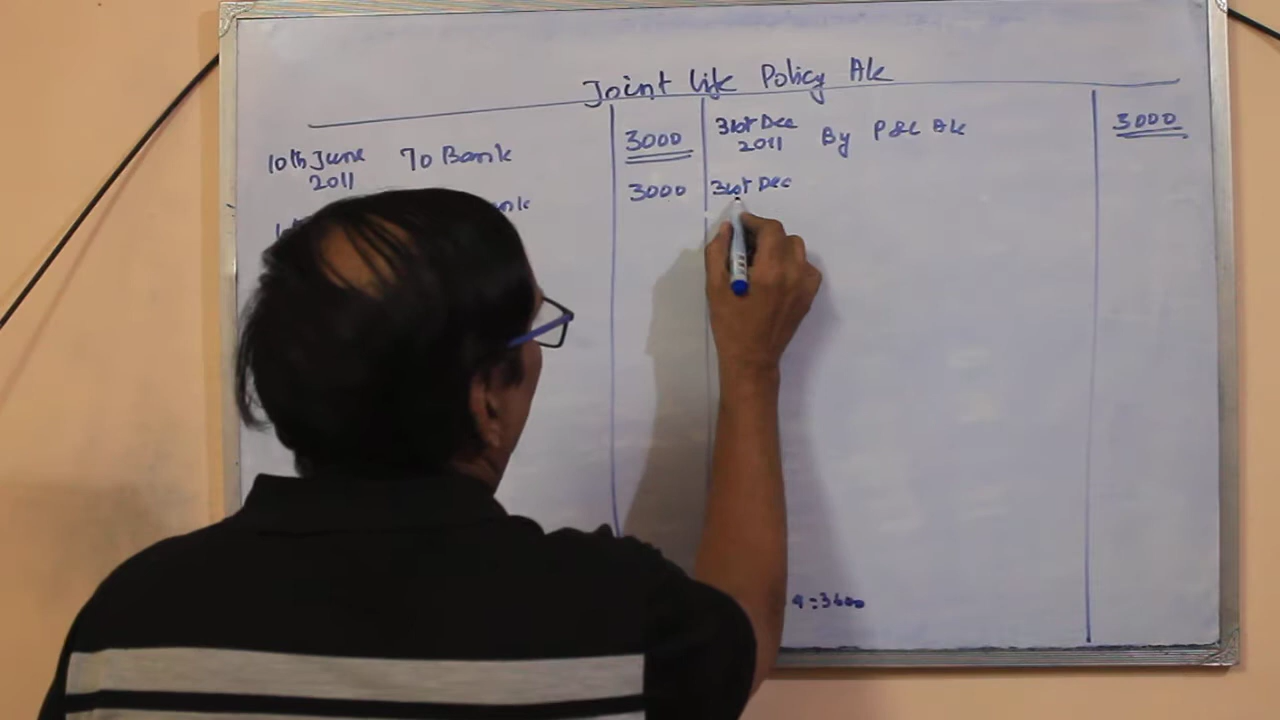 Joint Life Policy A/c
10th June 2011 To Bank 3000 31st Dec 2011 By P&L A/c 3000
3000 31st Dec